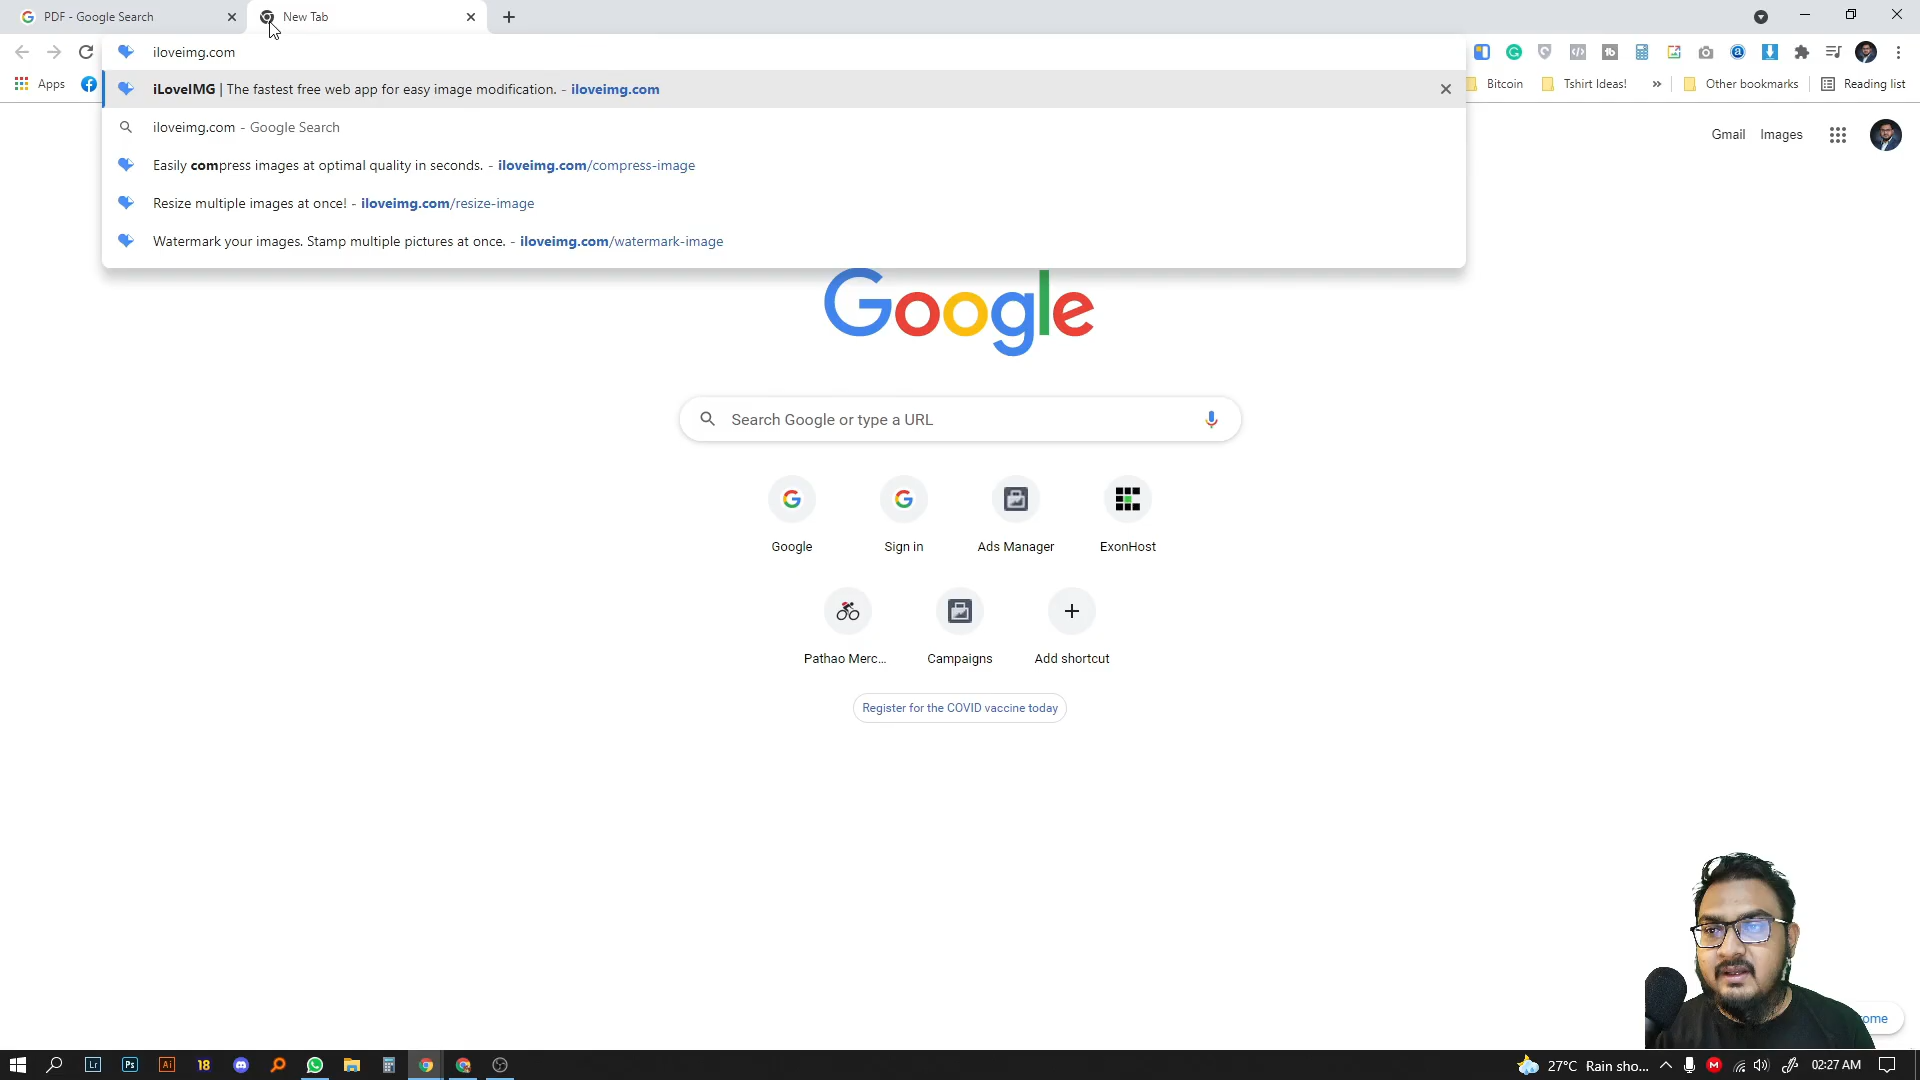 PDF - Google Search
New Tab
iloveimg.com
Apps
iLoveIMG | The fastest free web app for easy image modification. - iloveimg.com
Bitcoin
Tshirt Ideas!
»
Other bookmarks
Reading list
iloveimg.com - Google Search
Gmail
Images
Easily compress images at optimal quality in seconds. - iloveimg.com/compress-image
Resize multiple images at once! - iloveimg.com/resize-image
Watermark your images. Stamp multiple pictures at once. - iloveimg.com/watermark-image
Google
Search Google or type a URL
Google
Sign in
Ads Manager
ExonHost
Pathao Merc...
Campaigns
Add shortcut
Register for the COVID vaccine today
Lr
Ps
Ai
18
27°C Rain sho...
02:27 AM